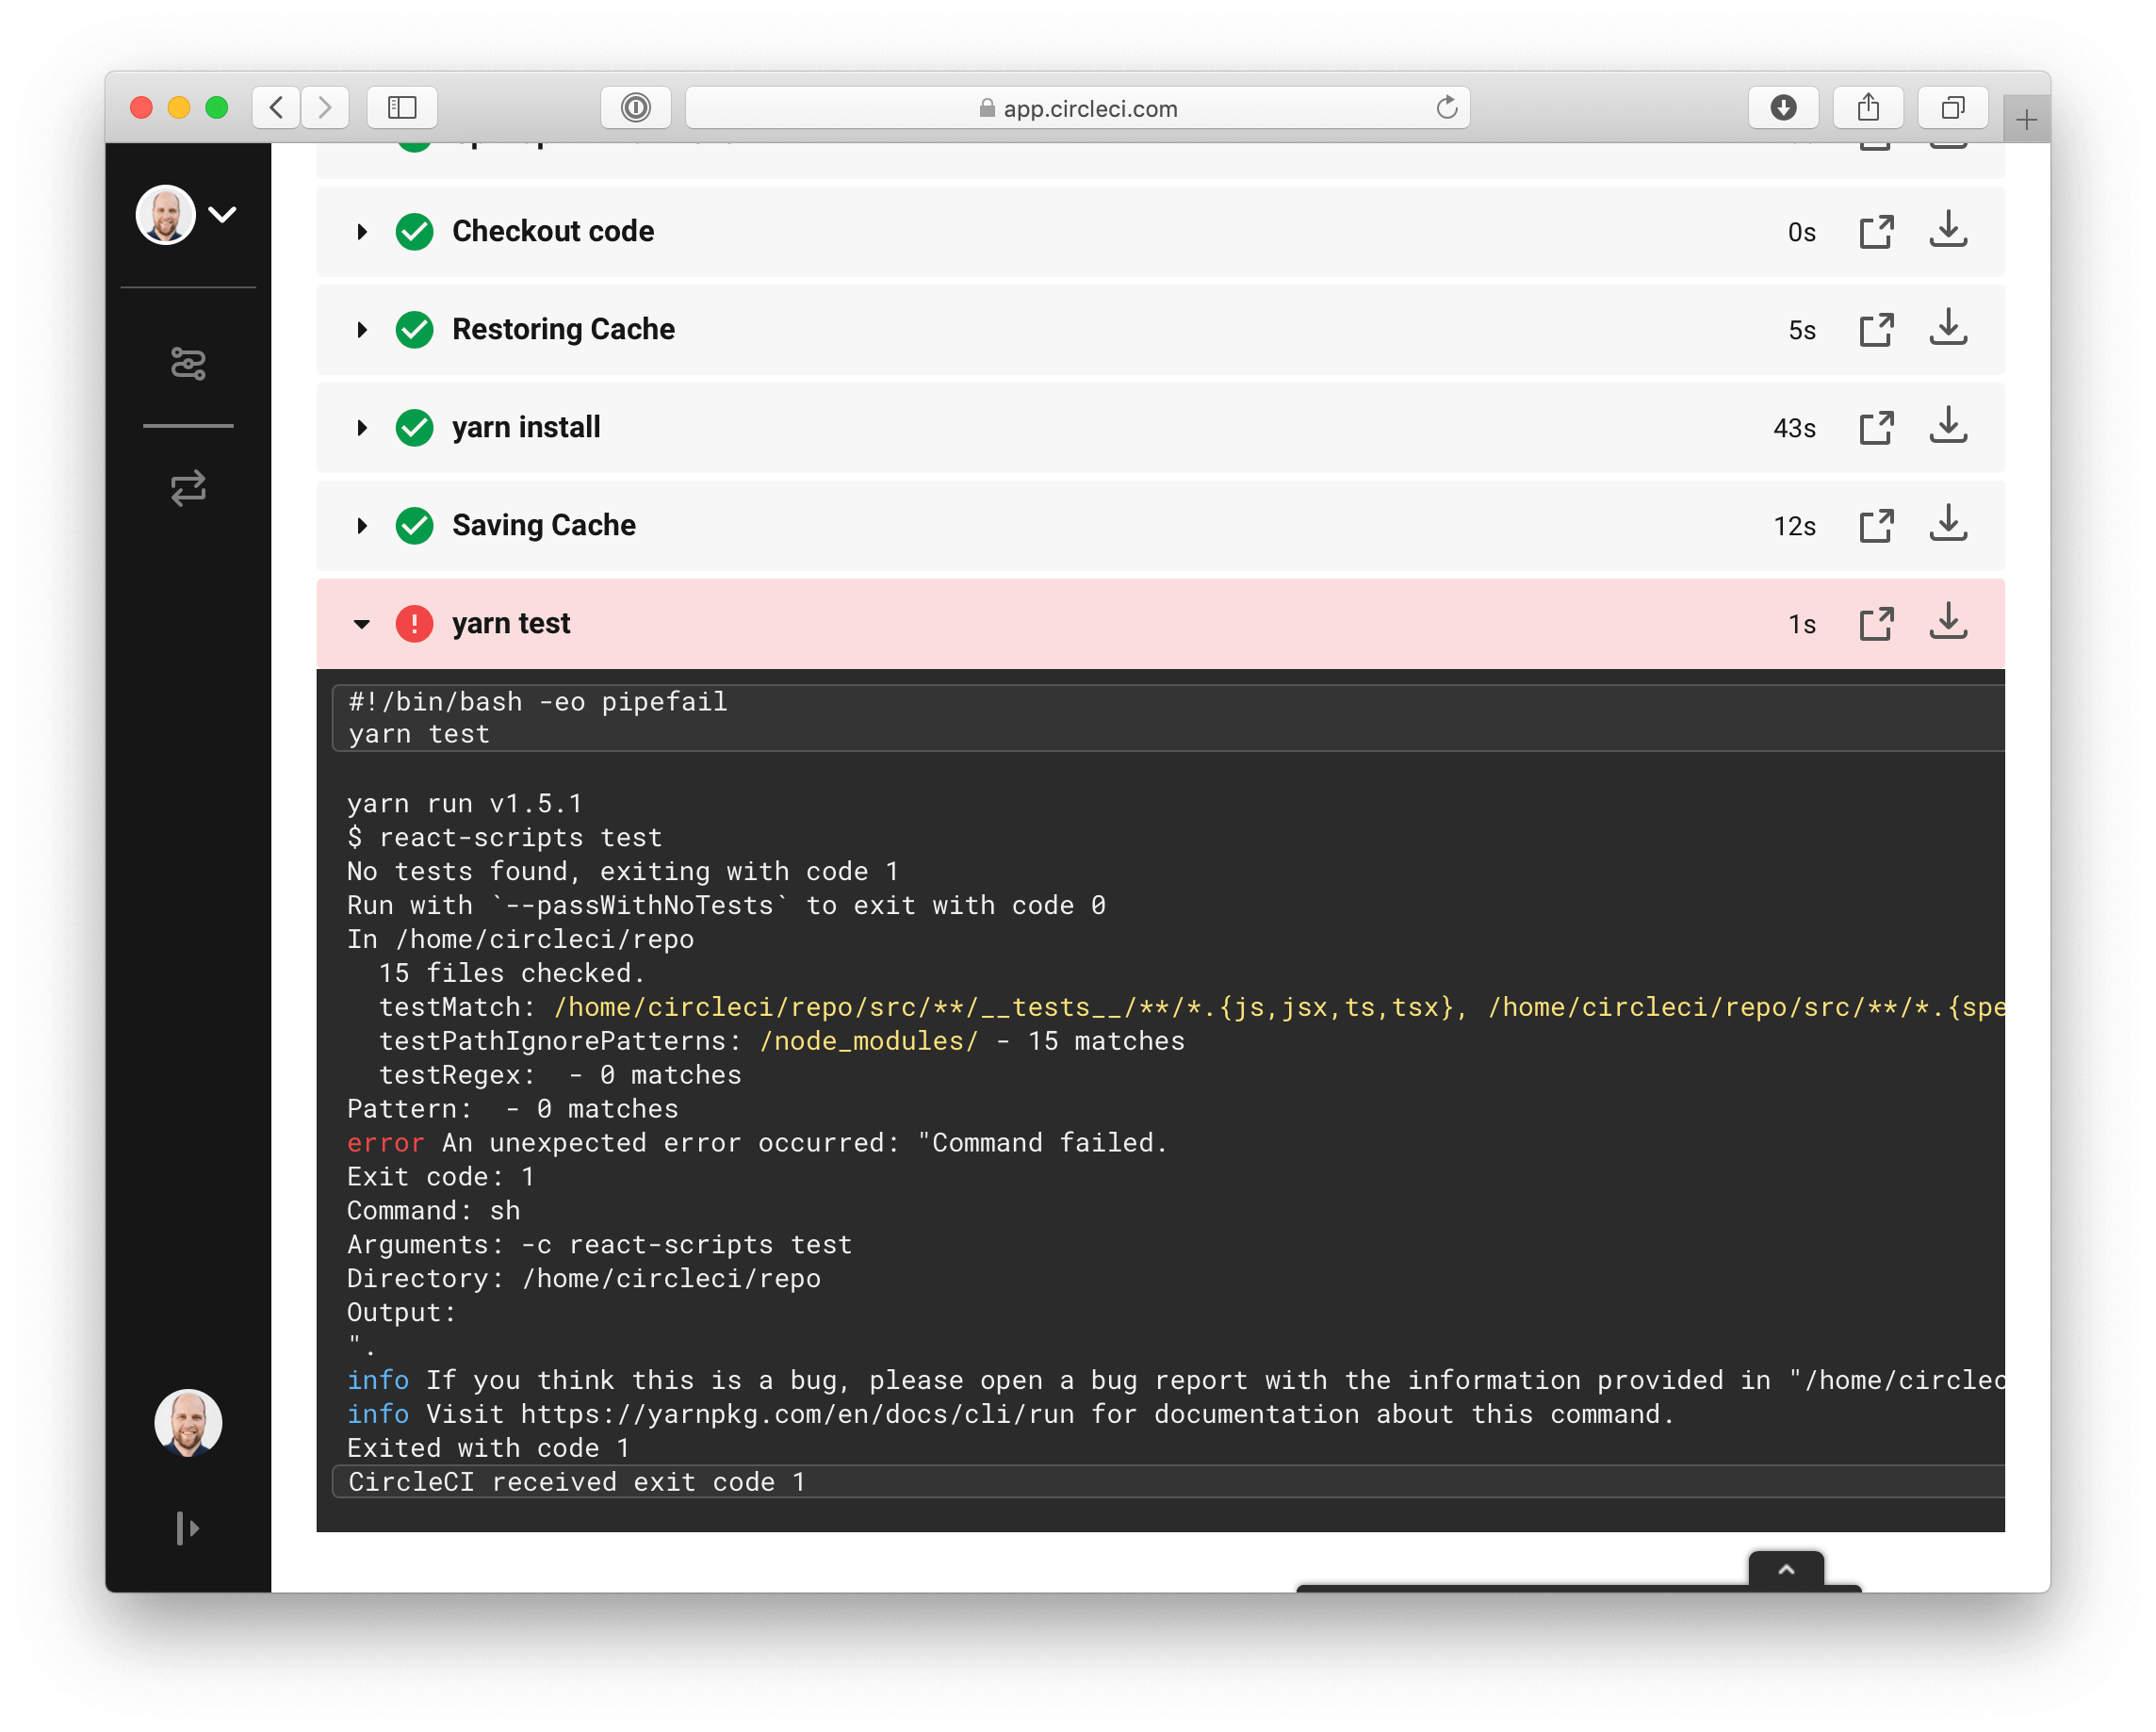 app.circleci.com
Checkout code 0s
Restoring Cache 5s
yarn install 43s
Saving Cache 12s
yarn test 1s
#!/bin/bash -eo pipefail
yarn test
yarn run v1.5.1
$ react-scripts test
No tests found, exiting with code 1
Run with `--passWithNoTests` to exit with code 0
In /home/circleci/repo
  15 files checked.
  testMatch: /home/circleci/repo/src/**/__tests__/**/*.{js,jsx,ts,tsx}, /home/circleci/repo/src/**/*.{spe
  testPathIgnorePatterns: /node_modules/ - 15 matches
  testRegex:  - 0 matches
Pattern:  - 0 matches
error An unexpected error occurred: "Command failed.
Exit code: 1
Command: sh
Arguments: -c react-scripts test
Directory: /home/circleci/repo
Output:
".
info If you think this is a bug, please open a bug report with the information provided in "/home/circlec
info Visit https://yarnpkg.com/en/docs/cli/run for documentation about this command.
Exited with code 1
CircleCI received exit code 1